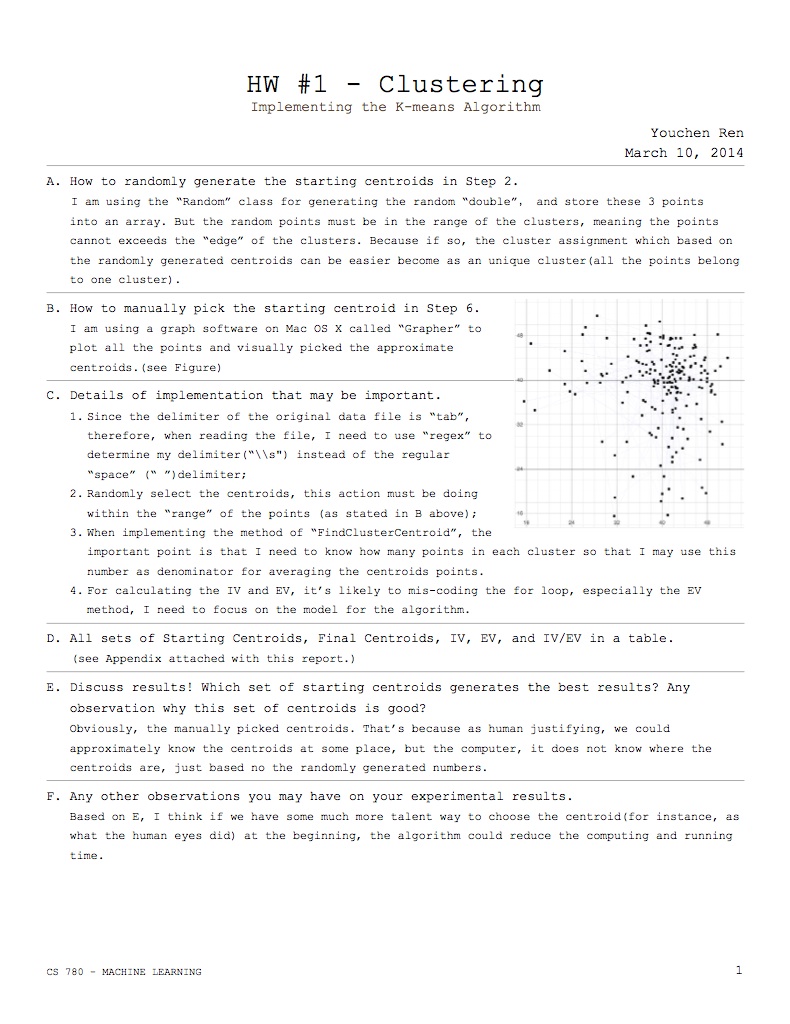 HW #1 - Clustering
Implementing the K-means Algorithm
Youchen Ren
March 10, 2014
A. How to randomly generate the starting centroids in Step 2.
I am using the “Random” class for generating the random “double”, and store these 3 points
into an array. But the random points must be in the range of the clusters, meaning the points
cannot exceeds the “edge” of the clusters. Because if so, the cluster assignment which based on
the randomly generated centroids can be easier become as an unique cluster(all the points belong
to one cluster).
B. How to manually pick the starting centroid in Step 6.
I am using a graph software on Mac OS X called “Grapher” to
plot all the points and visually picked the approximate
centroids.(see Figure)
C. Details of implementation that may be important.
1. Since the delimiter of the original data file is “tab”,
therefore, when reading the file, I need to use “regex” to
determine my delimiter(“\\s”) instead of the regular
“space” (“ ”)delimiter;
2. Randomly select the centroids, this action must be doing
within the “range” of the points (as stated in B above);
3. When implementing the method of “FindClusterCentroid”, the
important point is that I need to know how many points in each cluster so that I may use this
number as denominator for averaging the centroids points.
4. For calculating the IV and EV, it’s likely to mis-coding the for loop, especially the EV
method, I need to focus on the model for the algorithm.
48
40
32
24
16
16 24 32 40 48
D. All sets of Starting Centroids, Final Centroids, IV, EV, and IV/EV in a table.
(see Appendix attached with this report.)
E. Discuss results! Which set of starting centroids generates the best results? Any
observation why this set of centroids is good?
Obviously, the manually picked centroids. That’s because as human justifying, we could
approximately know the centroids at some place, but the computer, it does not know where the
centroids are, just based no the randomly generated numbers.
F. Any other observations you may have on your experimental results.
Based on E, I think if we have some much more talent way to choose the centroid(for instance, as
what the human eyes did) at the beginning, the algorithm could reduce the computing and running
time.
CS 780 - MACHINE LEARNING
1